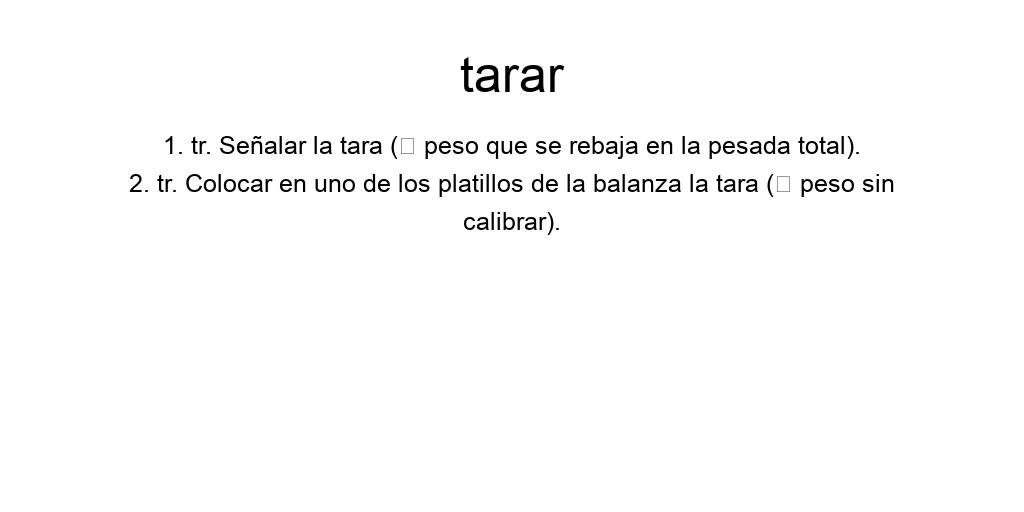 tarar
1. tr. Señalar la tara (▯ peso que se rebaja en la pesada total).
2. tr. Colocar en uno de los platillos de la balanza la tara (▯ peso sin
calibrar).